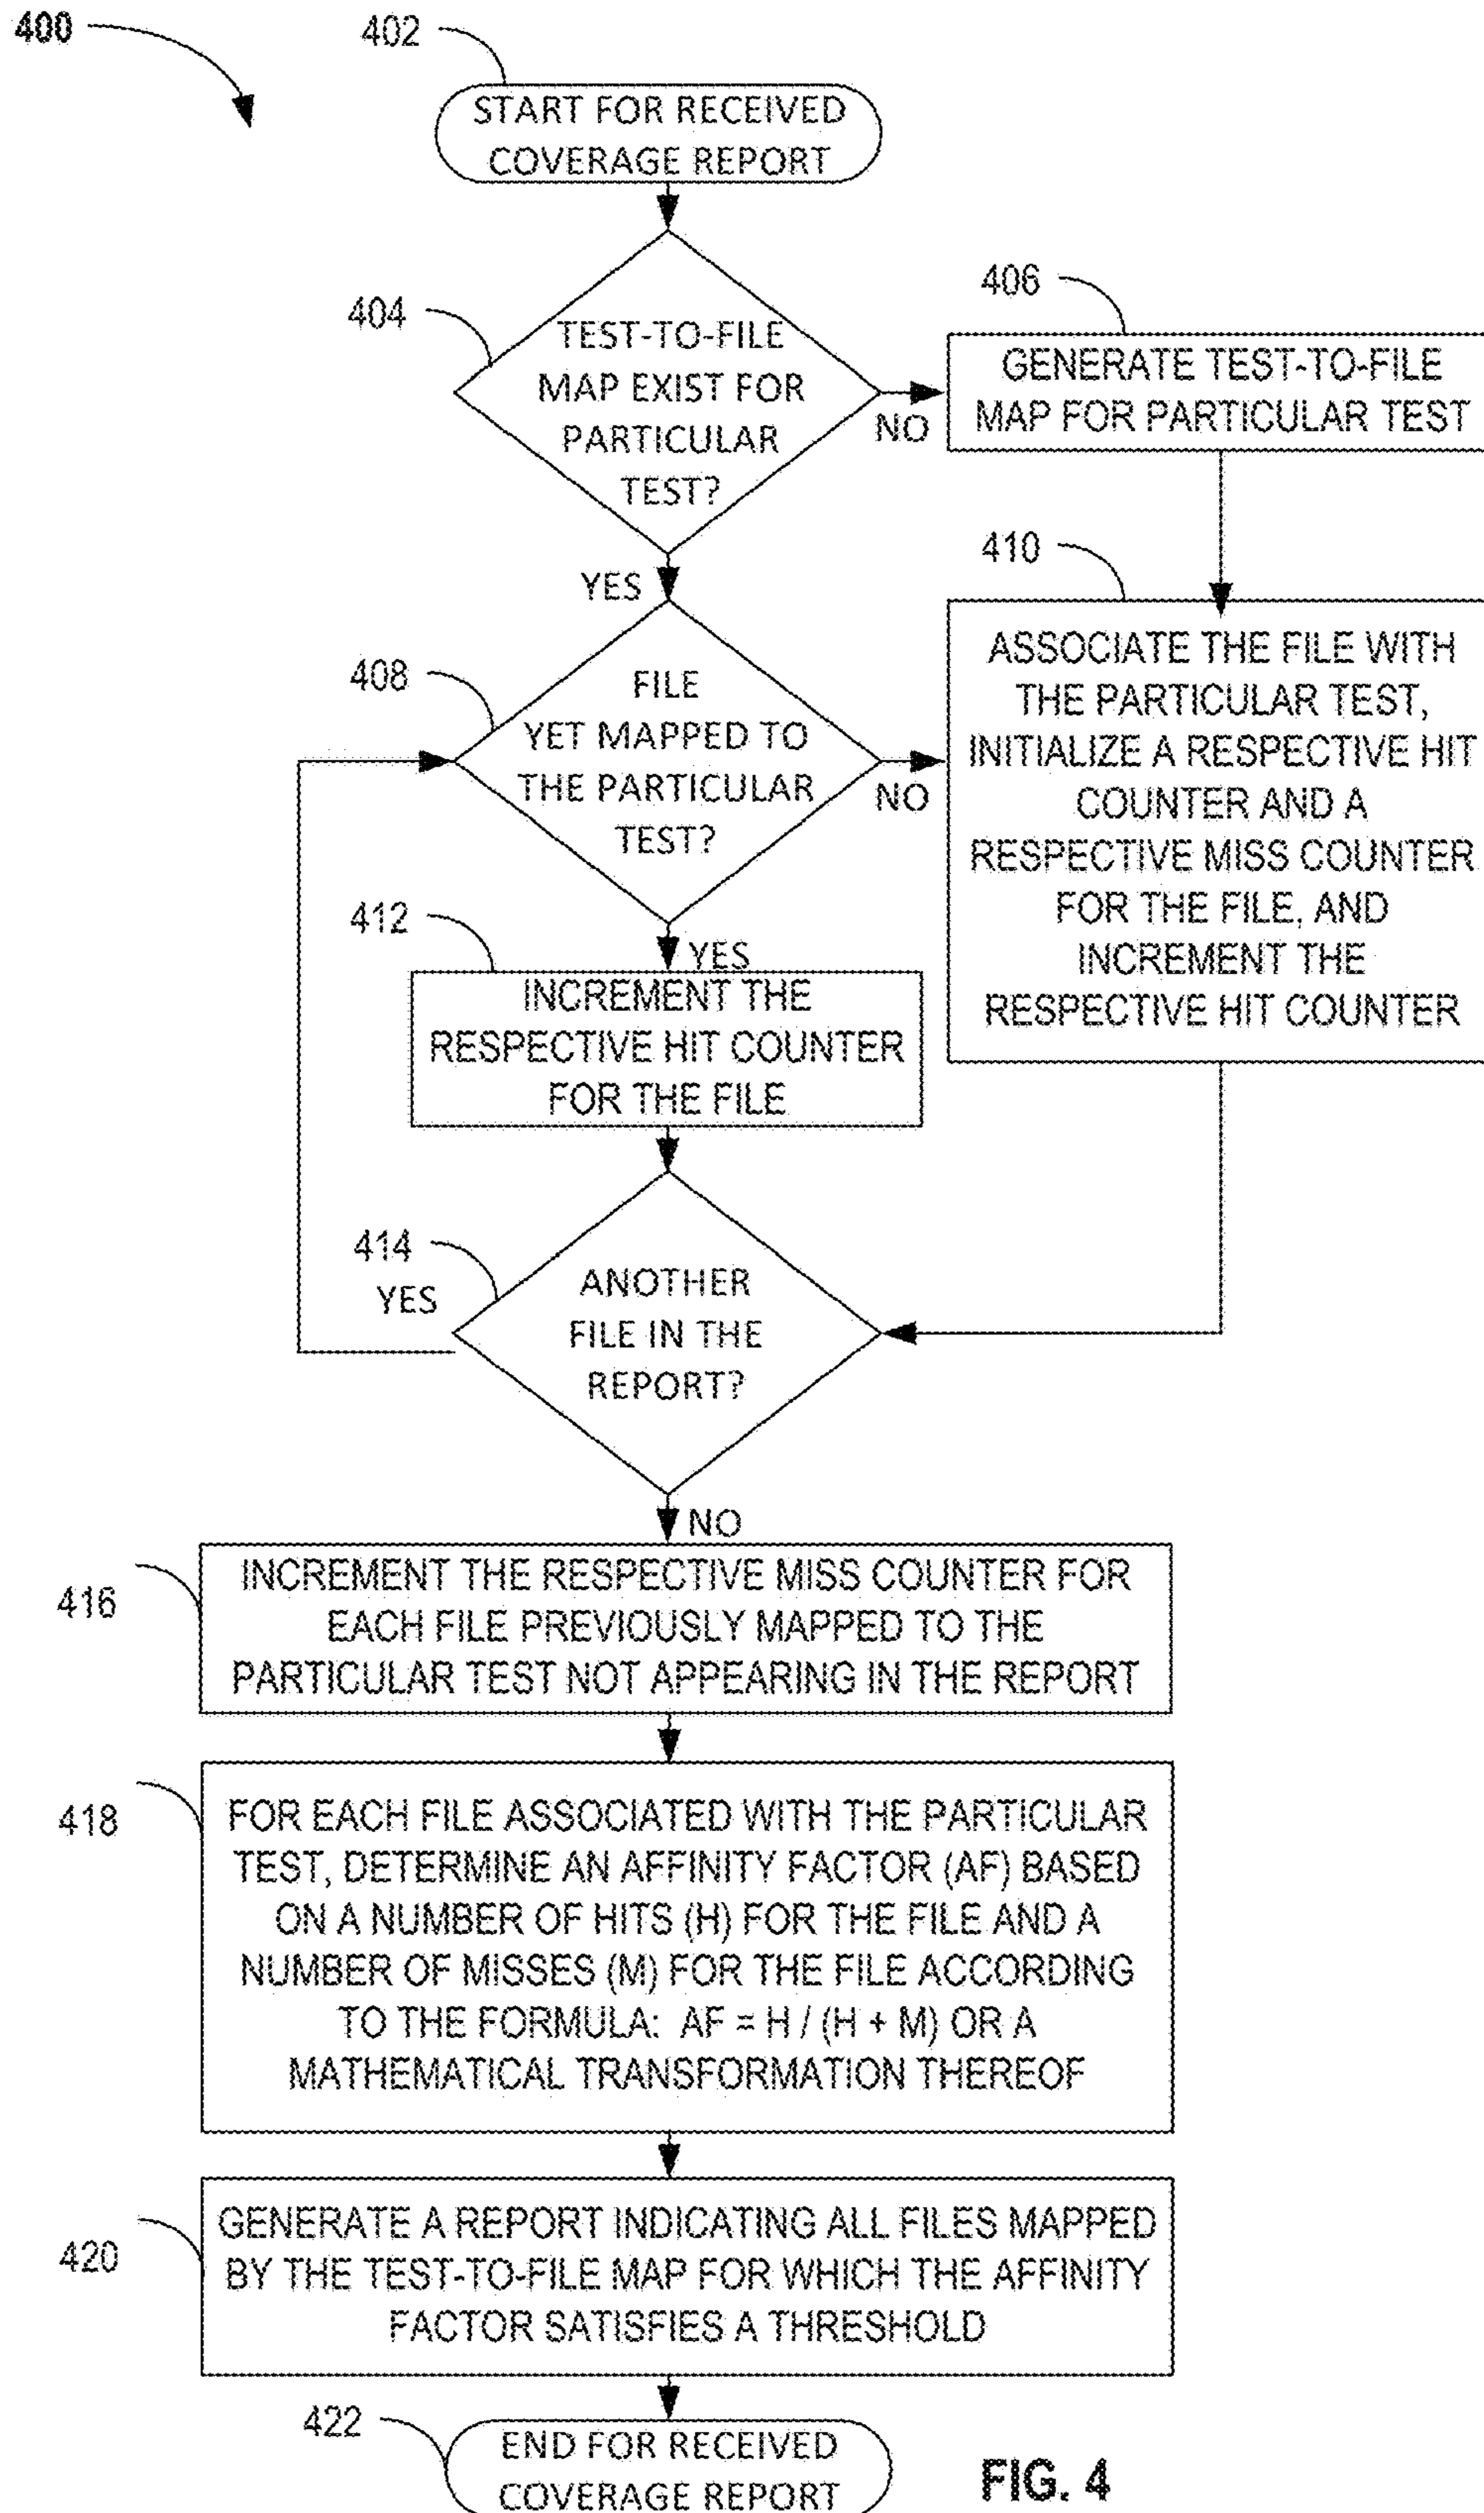 400
402
START FOR RECEIVED
COVERAGE REPORT
404
TEST-TO-FILE
MAP EXIST FOR
PARTICULAR
TEST?
NO
406
GENERATE TEST-TO-FILE
MAP FOR PARTICULAR TEST
YES
408
FILE
YET MAPPED TO
THE PARTICULAR
TEST?
NO
410
ASSOCIATE THE FILE WITH
THE PARTICULAR TEST,
INITIALIZE A RESPECTIVE HIT
COUNTER AND A
RESPECTIVE MISS COUNTER
FOR THE FILE, AND
INCREMENT THE
RESPECTIVE HIT COUNTER
412
YES
INCREMENT THE
RESPECTIVE HIT COUNTER
FOR THE FILE
414
YES
ANOTHER
FILE IN THE
REPORT?
NO
416
INCREMENT THE RESPECTIVE MISS COUNTER FOR
EACH FILE PREVIOUSLY MAPPED TO THE
PARTICULAR TEST NOT APPEARING IN THE REPORT
418
FOR EACH FILE ASSOCIATED WITH THE PARTICULAR
TEST, DETERMINE AN AFFINITY FACTOR (AF) BASED
ON A NUMBER OF HITS (H) FOR THE FILE AND A
NUMBER OF MISSES (M) FOR THE FILE ACCORDING
TO THE FORMULA: AF = H / (H + M) OR A
MATHEMATICAL TRANSFORMATION THEREOF
420
GENERATE A REPORT INDICATING ALL FILES MAPPED
BY THE TEST-TO-FILE MAP FOR WHICH THE AFFINITY
FACTOR SATISFIES A THRESHOLD
422
END FOR RECEIVED
COVERAGE REPORT
FIG. 4